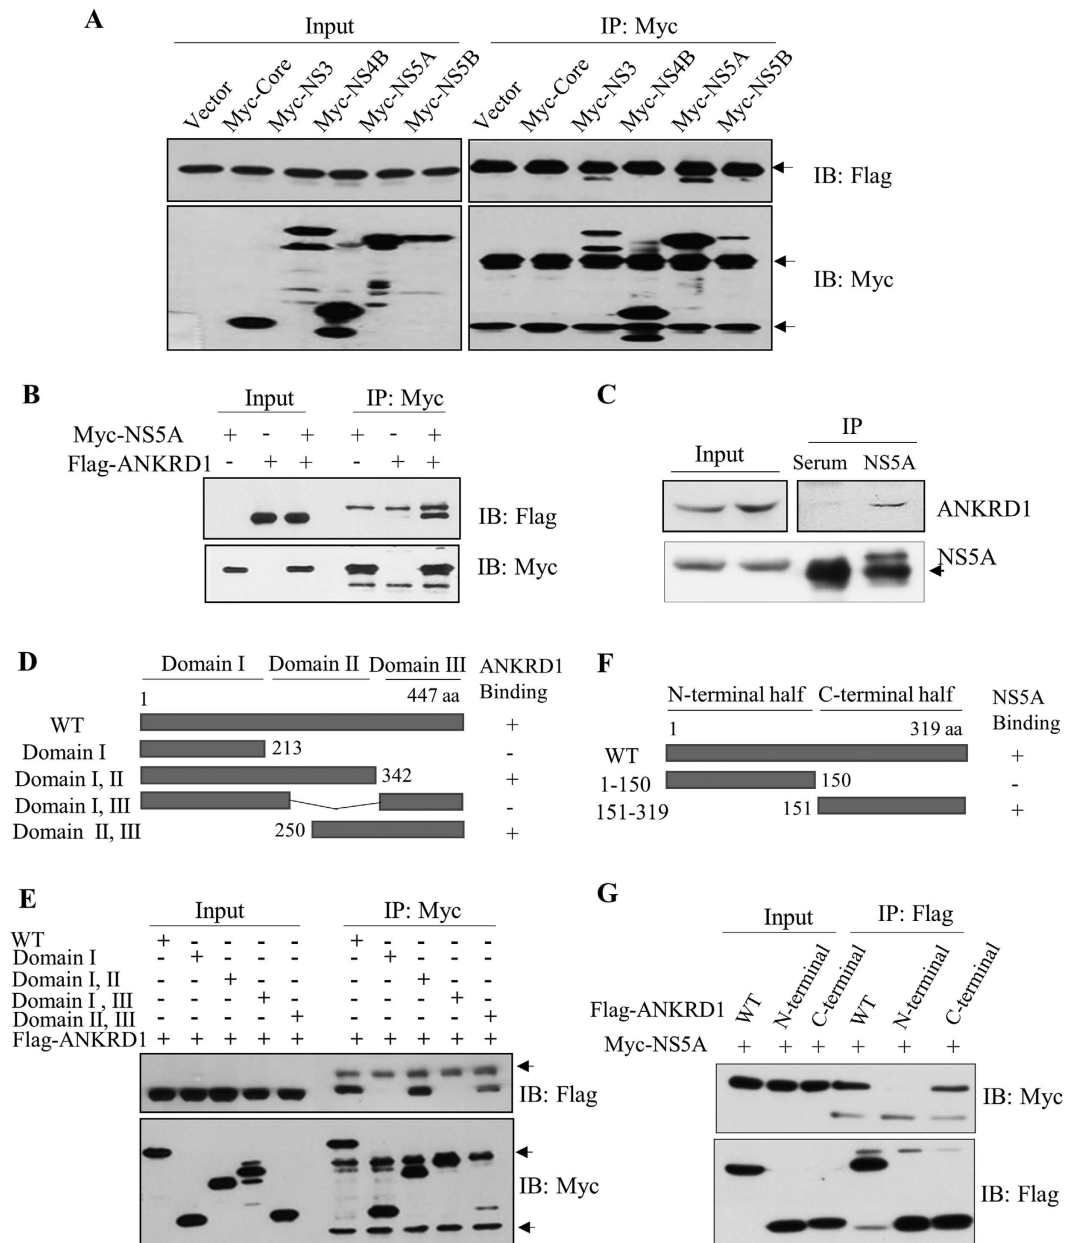 A
Input
IP: Myc
Vector
Myc-Core
Myc-NS3
Myc-NS4B
Myc-NS5A
Myc-NS5B
Vector
Myc-Core
Myc-NS3
Myc-NS4B
Myc-NS5A
Myc-NS5B
IB: Flag
IB: Myc
B
Input
IP: Myc
Myc-NS5A + - + + - +
Flag-ANKRD1 - + + - + +
IB: Flag
IB: Myc
C
Input
IP
Serum NS5A
ANKRD1
NS5A
D
Domain I Domain II Domain III ANKRD1
Binding
1 447 aa
WT +
Domain I 213 -
Domain I, II 342 +
Domain I, III -
Domain II, III 250 +
F
N-terminal half C-terminal half NS5A
Binding
1 319 aa
WT +
1-150 150 -
151-319 151 +
E
Input IP: Myc
WT + - - - - + - - - -
Domain I - + - - - - + - - -
Domain I, II - - + - - - - + - -
Domain I , III - - - + - - - - + -
Domain II, III - - - - + - - - - +
Flag-ANKRD1 + + + + + + + + + +
IB: Flag
IB: Myc
G
Input IP: Flag
Flag-ANKRD1
WT
N-terminal
C-terminal
WT
N-terminal
C-terminal
Myc-NS5A + + + + + +
IB: Myc
IB: Flag